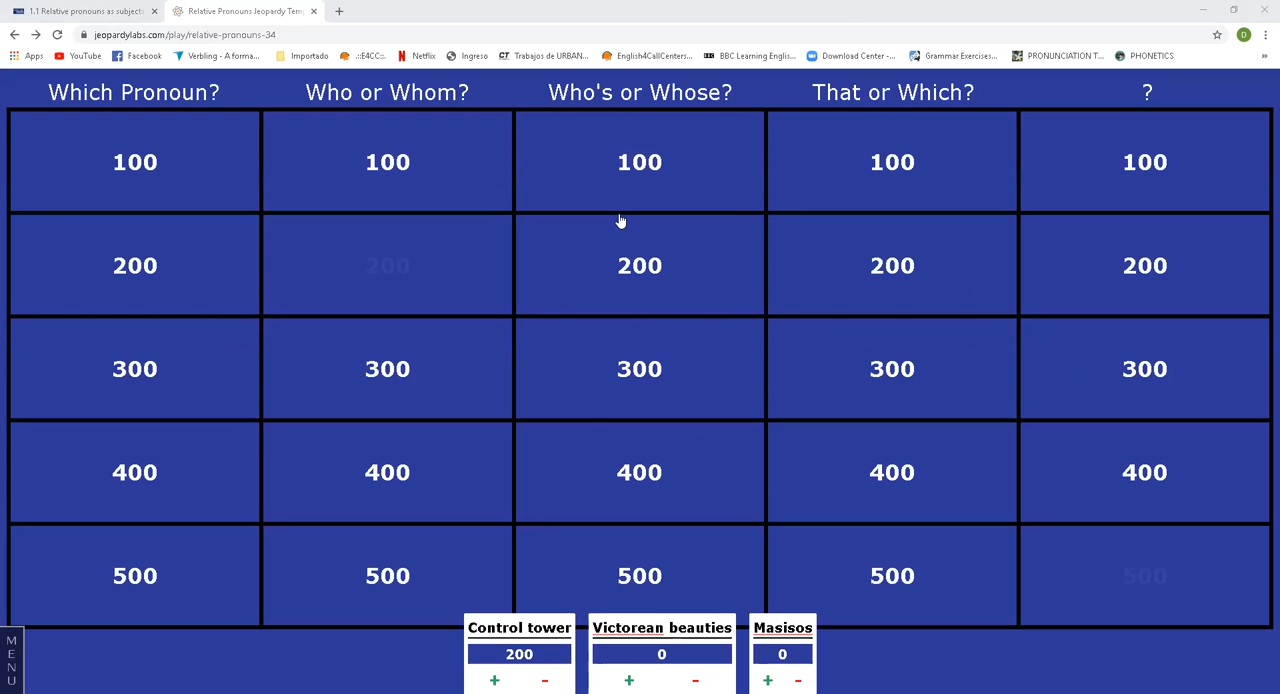 1.1 Relative pronouns as subject:
Relative Pronouns Jeopardy Tem
jeopardylabs.com/play/relative-pronouns-34
D
Apps YouTube Facebook Verbling - A forma... Importado .::E4CC::. Netflix Ingreso CT Trabajos de URBAN... English4CallCenters... BBC Learning Englis... Download Center -... Grammar Exercises... PRONUNCIATION T... PHONETICS »
Which Pronoun? Who or Whom? Who's or Whose? That or Which? ?
100 100 100 100 100
200 200 200 200 200
300 300 300 300 300
400 400 400 400 400
500 500 500 500 500
Control tower Victorean beauties Masisos
200 0 0
+ - + - + -
MENU